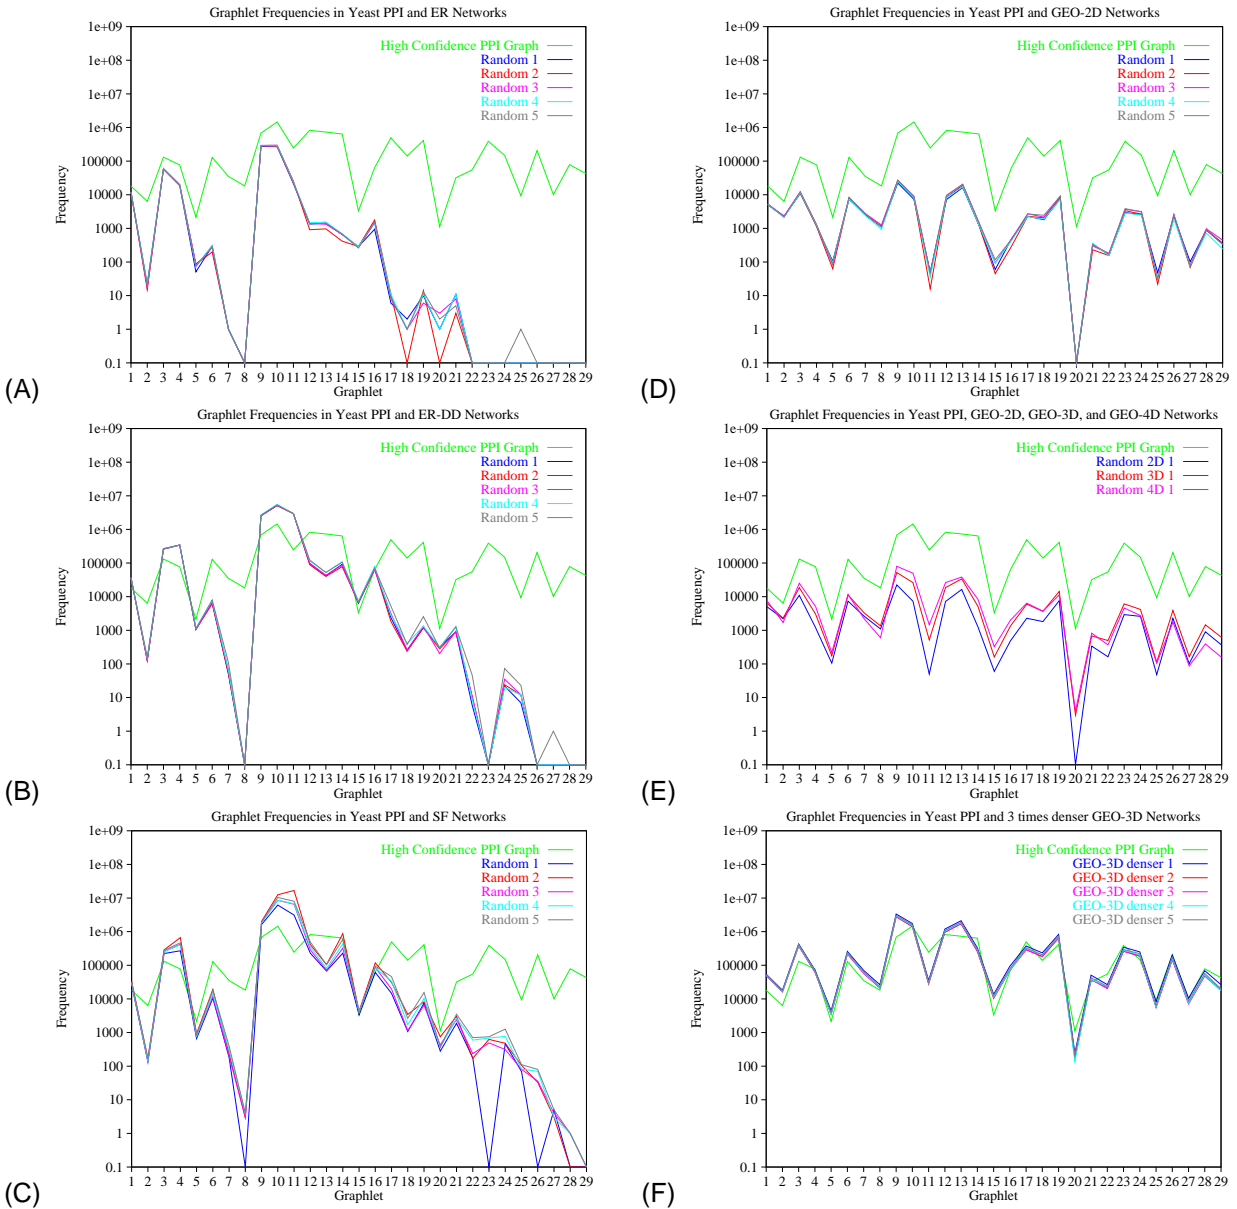 Graphlet Frequencies in Yeast PPI and ER Networks
1e+09
1e+08
1e+07
1e+06
100000
10000
1000
100
10
1
0.1
Frequency
High Confidence PPI Graph
Random 1
Random 2
Random 3
Random 4
Random 5
1 2 3 4 5 6 7 8 9 10 11 12 13 14 15 16 17 18 19 20 21 22 23 24 25 26 27 28 29
Graphlet
(A)
Graphlet Frequencies in Yeast PPI and GEO-2D Networks
1e+09
1e+08
1e+07
1e+06
100000
10000
1000
100
10
1
0.1
Frequency
High Confidence PPI Graph
Random 1
Random 2
Random 3
Random 4
Random 5
1 2 3 4 5 6 7 8 9 10 11 12 13 14 15 16 17 18 19 20 21 22 23 24 25 26 27 28 29
Graphlet
(D)
Graphlet Frequencies in Yeast PPI and ER-DD Networks
1e+09
1e+08
1e+07
1e+06
100000
10000
1000
100
10
1
0.1
Frequency
High Confidence PPI Graph
Random 1
Random 2
Random 3
Random 4
Random 5
1 2 3 4 5 6 7 8 9 10 11 12 13 14 15 16 17 18 19 20 21 22 23 24 25 26 27 28 29
Graphlet
(B)
Graphlet Frequencies in Yeast PPI, GEO-2D, GEO-3D, and GEO-4D Networks
1e+09
1e+08
1e+07
1e+06
100000
10000
1000
100
10
1
0.1
Frequency
High Confidence PPI Graph
Random 2D 1
Random 3D 1
Random 4D 1
1 2 3 4 5 6 7 8 9 10 11 12 13 14 15 16 17 18 19 20 21 22 23 24 25 26 27 28 29
Graphlet
(E)
Graphlet Frequencies in Yeast PPI and SF Networks
1e+09
1e+08
1e+07
1e+06
100000
10000
1000
100
10
1
0.1
Frequency
High Confidence PPI Graph
Random 1
Random 2
Random 3
Random 4
Random 5
1 2 3 4 5 6 7 8 9 10 11 12 13 14 15 16 17 18 19 20 21 22 23 24 25 26 27 28 29
Graphlet
(C)
Graphlet Frequencies in Yeast PPI and 3 times denser GEO-3D Networks
1e+09
1e+08
1e+07
1e+06
100000
10000
1000
100
10
1
0.1
Frequency
High Confidence PPI Graph
GEO-3D denser 1
GEO-3D denser 2
GEO-3D denser 3
GEO-3D denser 4
GEO-3D denser 5
1 2 3 4 5 6 7 8 9 10 11 12 13 14 15 16 17 18 19 20 21 22 23 24 25 26 27 28 29
Graphlet
(F)